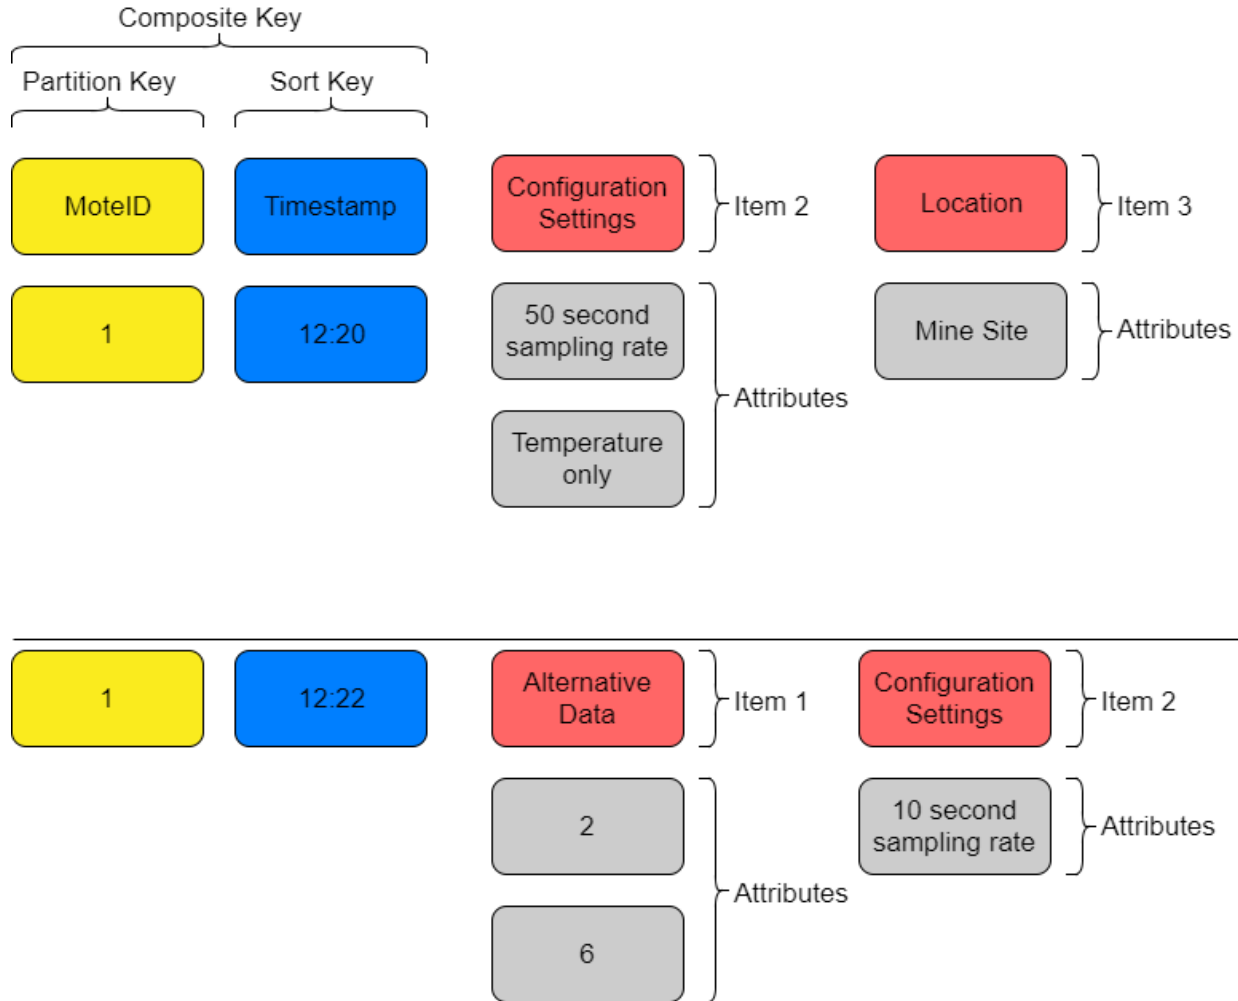 Composite Key
Partition Key
Sort Key
MoteID
Timestamp
Configuration
Settings
Item 2
Location
Item 3
1
12:20
50 second
sampling rate
Temperature
only
Attributes
Mine Site
Attributes
1
12:22
Alternative
Data
Item 1
Configuration
Settings
Item 2
2
6
Attributes
10 second
sampling rate
Attributes